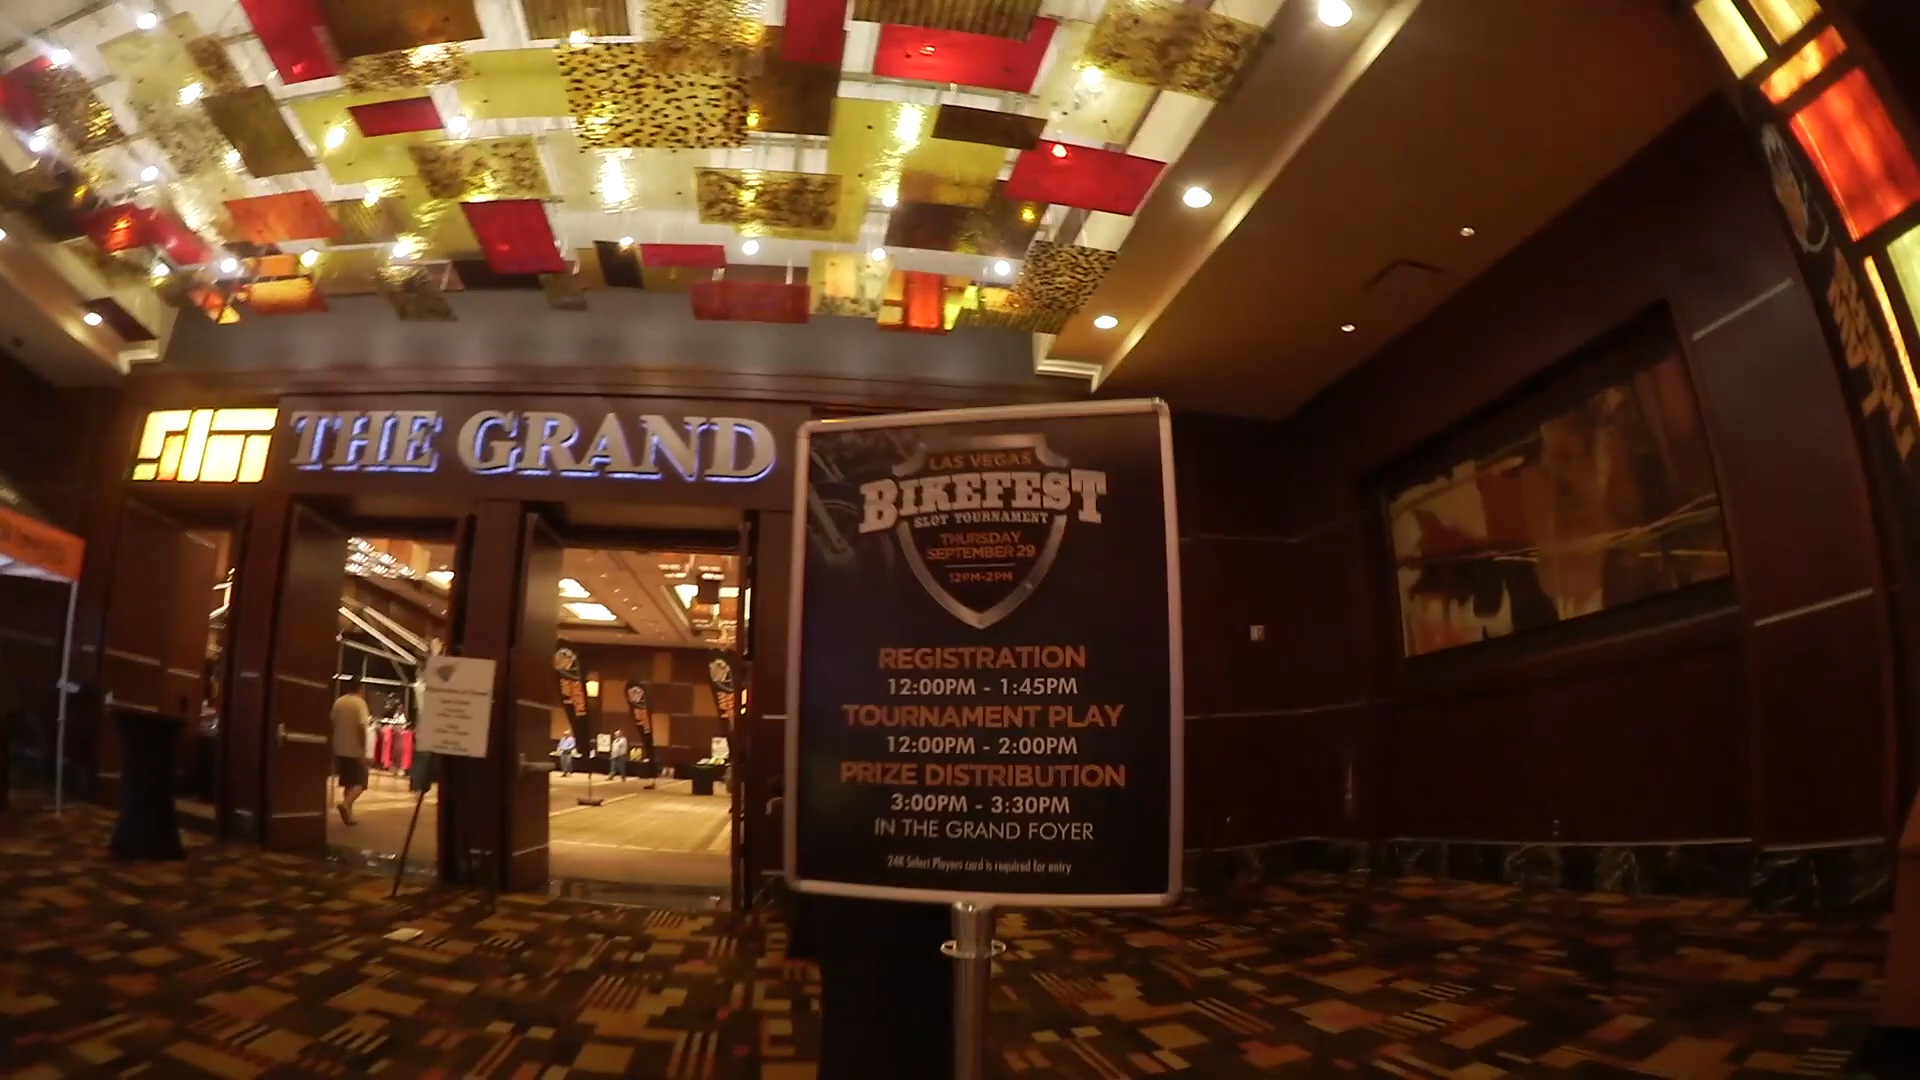 THE GRAND
LAS VEGAS
BIKEFEST
SLOT TOURNAMENT
THURSDAY
SEPTEMBER 29
12PM-2PM
REGISTRATION
12:00PM - 1:45PM
TOURNAMENT PLAY
12:00PM - 2:00PM
PRIZE DISTRIBUTION
3:00PM - 3:30PM
IN THE GRAND FOYER
24K Select Players card is required for entry